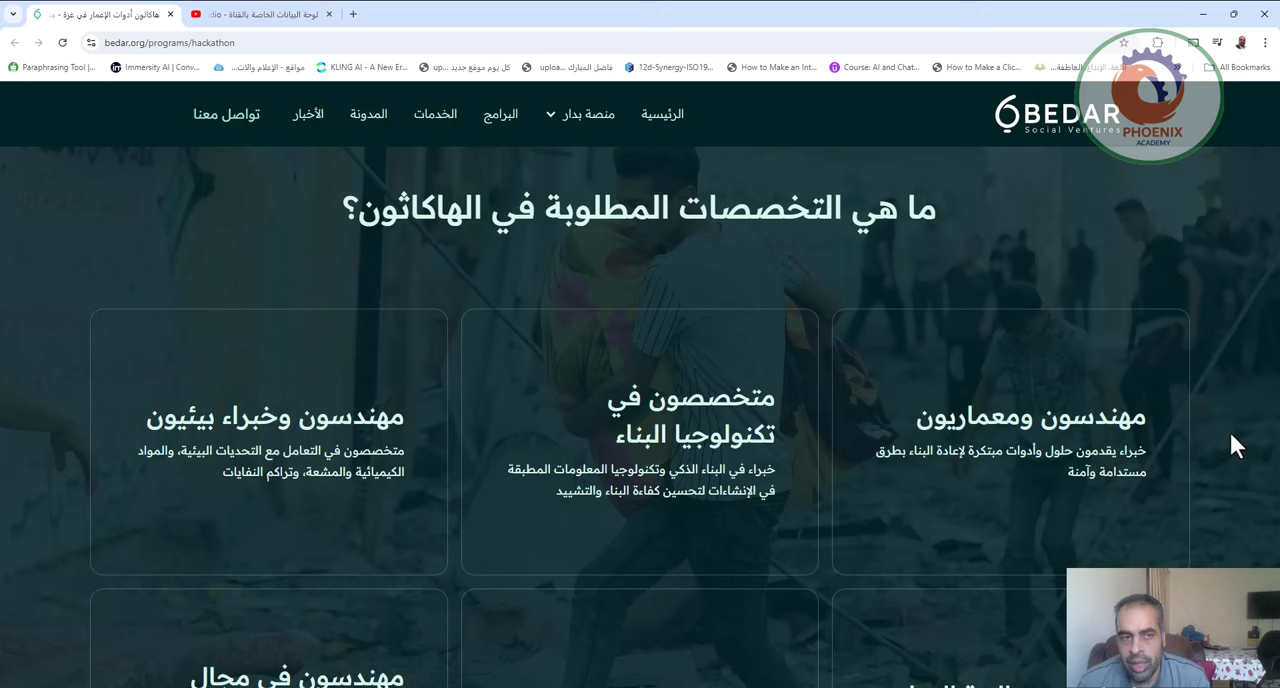 هاكاثون أدوات الإعمار في غزة -
لوحة البيانات الخاصة بالقناة -
bedar.org/programs/hackathon
Paraphrasing Tool |...
Immersity AI | Conv...
مواقع - الإعلام والات...
KLING AI - A New Er...
كل يوم موقع جديد
فاضل المبارك
uploa...
12d-Synergy-ISO19...
How to Make an Int...
Course: AI and Chat...
How to Make a Clic...
All Bookmarks
BEDAR
Social Ventures
PHOENIX
ACADEMY
الرئيسية
منصة بدار
البرامج
الخدمات
المدونة
الأخبار
تواصل معنا
ما هي التخصصات المطلوبة في الهاكاثون؟
مهندسون ومعماريون
خبراء يقدمون حلول وأدوات مبتكرة لإعادة البناء بطرق
مستدامة وآمنة
متخصصون في
تكنولوجيا البناء
خبراء في البناء الذكي وتكنولوجيا المعلومات المطبقة
في الإنشاءات لتحسين كفاءة البناء والتشييد
مهندسون وخبراء بيئيون
متخصصون في التعامل مع التحديات البيئية، والمواد
الكيميائية والمشعة، وتراكم النفايات
مهندسون في مجال